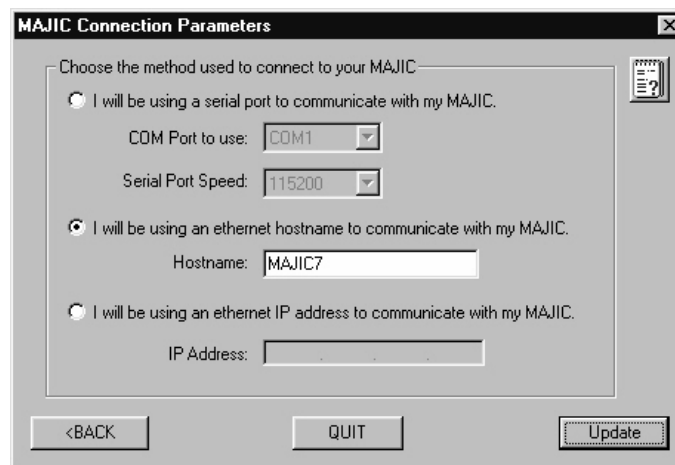 MAJIC Connection Parameters
Choose the method used to connect to your MAJIC
I will be using a serial port to communicate with my MAJIC.
COM Port to use: COM1
Serial Port Speed: 115200
I will be using an ethernet hostname to communicate with my MAJIC.
Hostname: MAJIC7
I will be using an ethernet IP address to communicate with my MAJIC.
IP Address: . . .
<BACK QUIT Update